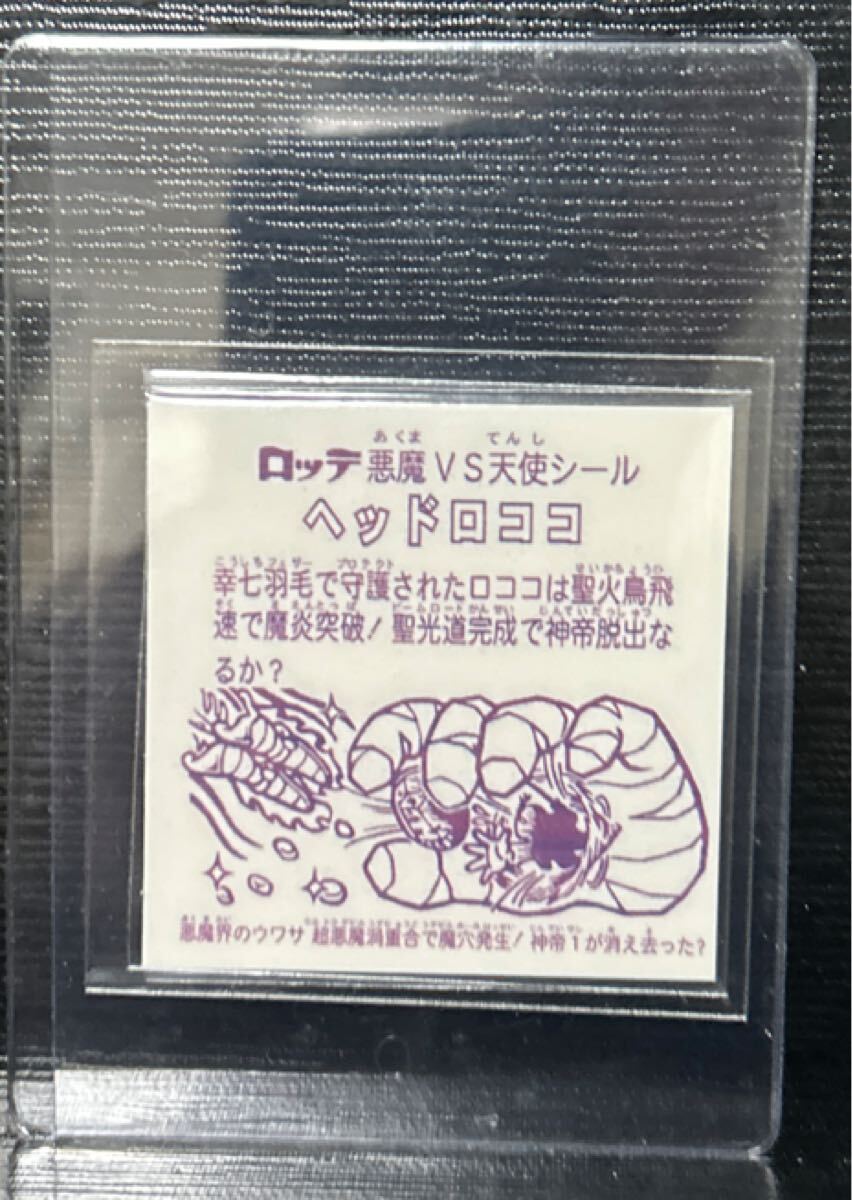 あくま てんし
ロッテ 悪魔VS天使シール
ヘッドロココ
こうしちフェザー プロテクト せいかちょうひ
幸七羽毛で守護されたロココは聖火鳥飛
そく まえんとっぱ ビームロードかんせい しんていだっしゅつ
速で魔炎突破！聖光道完成で神帝脱出な
るか？
悪魔界のウワサ 超悪魔渦重合で魔穴発生！神帝1が消え去った？